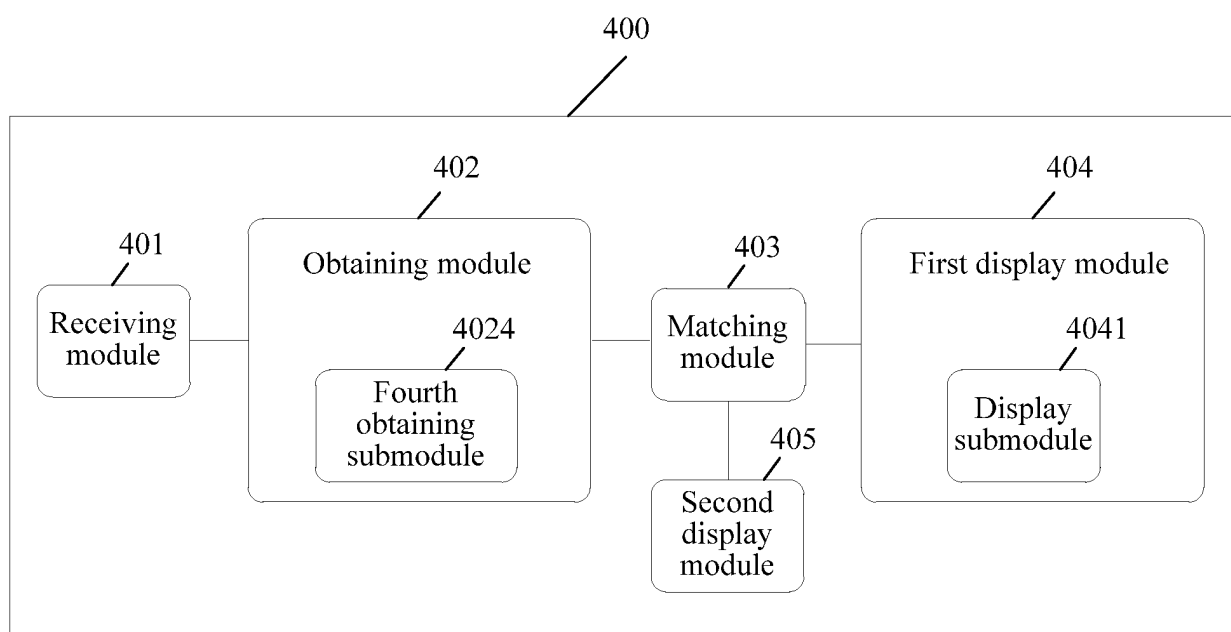 400
402
404
401
Obtaining module
403
First display module
Receiving
module
4024
Matching
module
4041
Fourth
obtaining
submodule
405
Display
submodule
Second
display
module